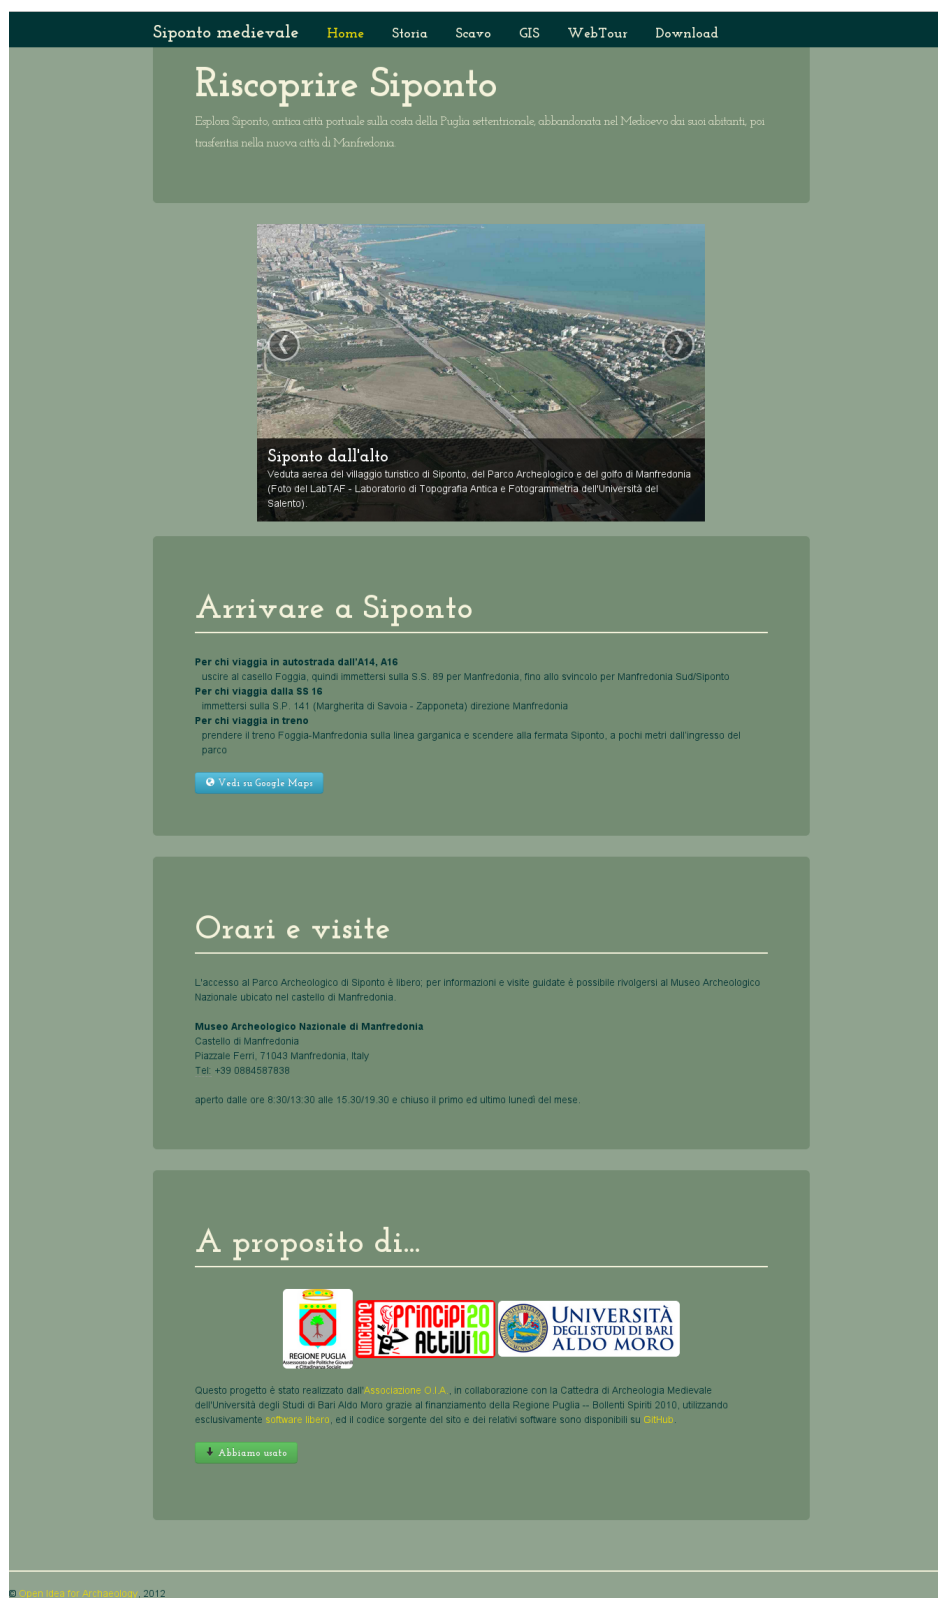 Siponto medievale Home Storia Scavo GIS WebTour Download
Riscoprire Siponto
Esplora Siponto, antica città portuale sulla costa della Puglia settentrionale, abbandonata nel Medioevo dai suoi abitanti, poi
trasferitisi nella nuova città di Manfredonia.
Siponto dall'alto
Veduta aerea del villaggio turistico di Siponto, del Parco Archeologico e del golfo di Manfredonia
(Foto del LabTAF - Laboratorio di Topografia Antica e Fotogrammetria dell'Università del
Salento).
Arrivare a Siponto
Per chi viaggia in autostrada dall'A14, A16
uscire al casello Foggia, quindi immettersi sulla S.S. 89 per Manfredonia, fino allo svincolo per Manfredonia Sud/Siponto
Per chi viaggia dalla SS 16
immettersi sulla S.P. 141 (Margherita di Savoia - Zapponeta) direzione Manfredonia
Per chi viaggia in treno
prendere il treno Foggia-Manfredonia sulla linea garganica e scendere alla fermata Siponto, a pochi metri dall'ingresso del
parco
Vedi su Google Maps
Orari e visite
L'accesso al Parco Archeologico di Siponto è libero; per informazioni e visite guidate è possibile rivolgersi al Museo Archeologico
Nazionale ubicato nel castello di Manfredonia.
Museo Archeologico Nazionale di Manfredonia
Castello di Manfredonia
Piazzale Ferri, 71043 Manfredonia, Italy
Tel: +39 0884587838
aperto dalle ore 8:30/13:30 alle 15.30/19.30 e chiuso il primo ed ultimo lunedì del mese.
A proposito di...
REGIONE PUGLIA
Assessorato alle Politiche Giovanili
e Cittadinanza Sociale
vincitore
PRINCIPI 20
ATTIVI 10
UNIVERSITÀ
DEGLI STUDI DI BARI
ALDO MORO
Questo progetto è stato realizzato dall'Associazione O.I.A., in collaborazione con la Cattedra di Archeologia Medievale
dell'Università degli Studi di Bari Aldo Moro grazie al finanziamento della Regione Puglia -- Bollenti Spiriti 2010, utilizzando
esclusivamente software libero, ed il codice sorgente del sito e dei relativi software sono disponibili su GitHub.
Abbiamo usato
© Open Idea for Archaeology, 2012